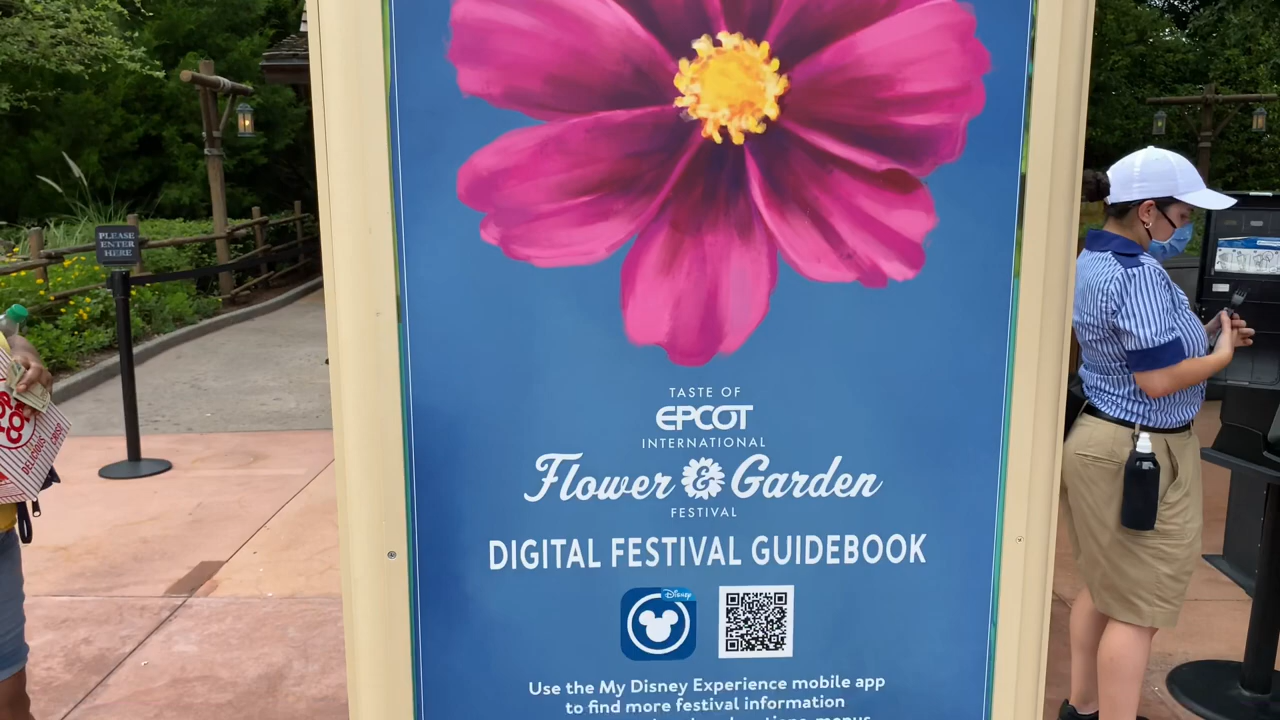 PLEASE
ENTER
HERE
DELICIOUS
TASTE OF
EPCOT
INTERNATIONAL
Flower & Garden
FESTIVAL
DIGITAL FESTIVAL GUIDEBOOK
Disney
Use the My Disney Experience mobile app
to find more festival information